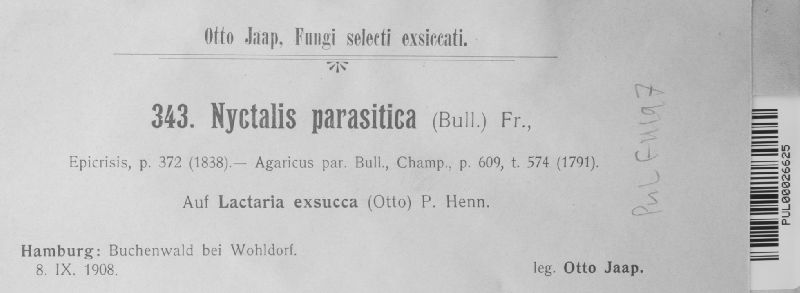 Otto Jaap, Fungi selecti exsiccati.
343. Nyctalis parasitica (Bull.) Fr.,
Epicrisis, p. 372 (1838).— Agaricus par. Bull., Champ., p. 609, t. 574 (1791).
Auf Lactaria exsucca (Otto) P. Henn.
Hamburg: Buchenwald bei Wohldorf.
8. IX. 1908.
leg. Otto Jaap.
PUL00026625